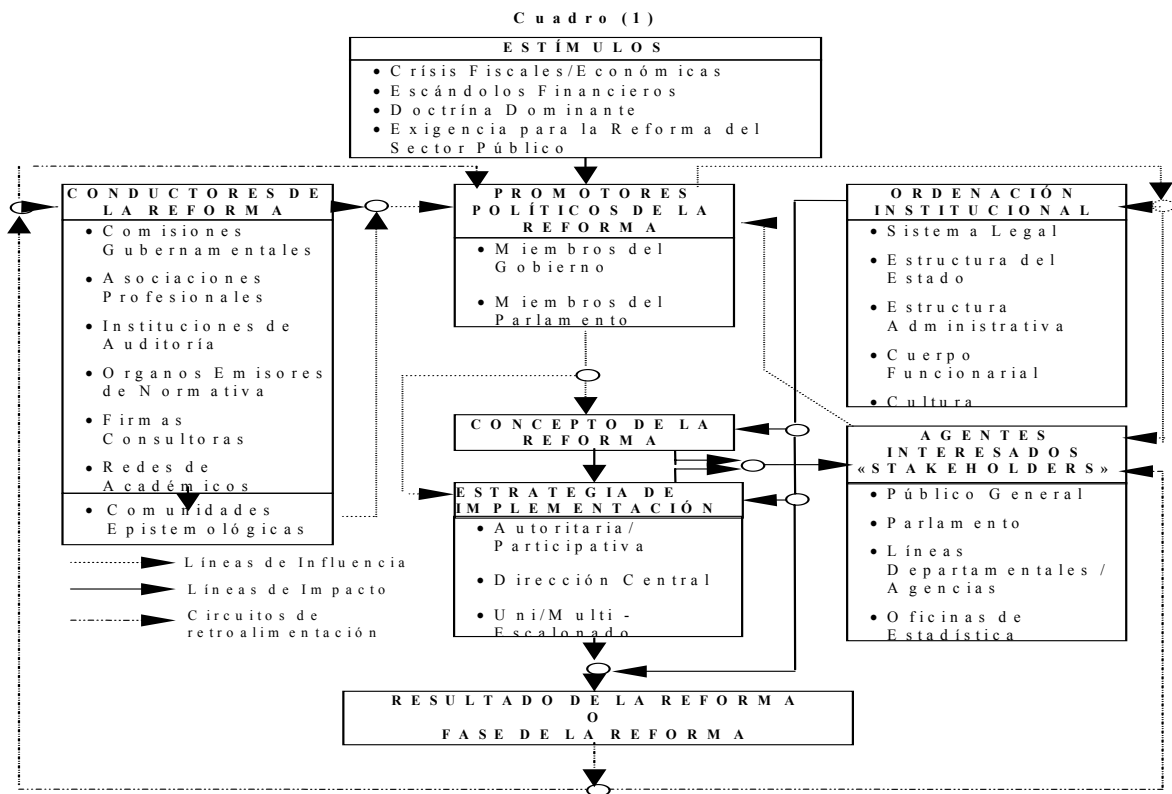 Cuadro (1)
ESTÍMULOS
• Crísis Fiscales/Económicas
• Escándolos Financieros
• Doctrína Dominante
• Exigencia para la Reforma del
Sector Público
CONDUCTORES DE
LA REFORMA
• Comisiones
Gubernamentales
• Asociaciones
Profesionales
• Instituciones de
Auditoría
• Organos Emisores
de Normativa
• Firmas
Consultoras
• Redes de
Académicos
• Comunidades
Epistemológicas
PROMOTORES
POLÍTICOS DE LA
REFORMA
• Miembros del
Gobierno
• Miembros del
Parlamento
ORDENACIÓN
INSTITUCIONAL
• Sistema Legal
• Estructura del
Estado
• Estructura
Administrativa
• Cuerpo
Funcionarial
• Cultura
CONCEPTO DE LA
REFORMA
ESTRATEGIA DE
IMPLEMENTACIÓN
• Autoritaria/
Participativa
• Dirección Central
• Uni/Multi-
Escalonado
AGENTES
INTERESADOS
«STAKEHOLDERS»
• Público General
• Parlamento
• Líneas
Departamentales/
Agencias
• Oficinas de
Estadística
Líneas de Influencia
Líneas de Impacto
Circuitos de
retroalimentación
RESULTADO DE LA REFORMA
O
FASE DE LA REFORMA